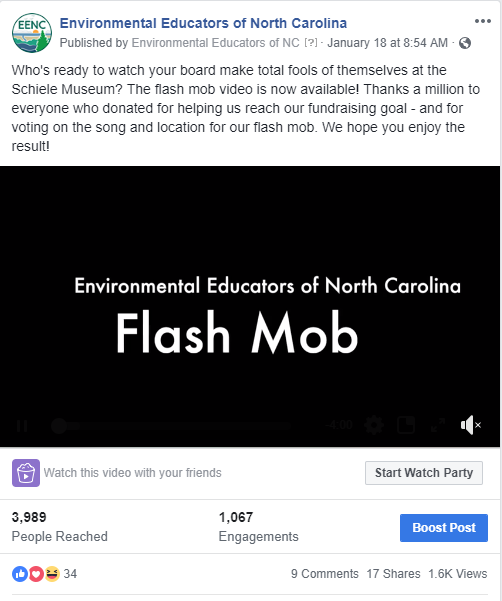 EENC
Environmental Educators of North Carolina
Published by Environmental Educators of NC [?] · January 18 at 8:54 AM ·
Who's ready to watch your board make total fools of themselves at the
Schiele Museum? The flash mob video is now available! Thanks a million to
everyone who donated for helping us reach our fundraising goal - and for
voting on the song and location for our flash mob. We hope you enjoy the
result!
Environmental Educators of North Carolina
Flash Mob
-4:00
Watch this video with your friends
Start Watch Party
3,989
People Reached
1,067
Engagements
Boost Post
34
9 Comments 17 Shares 1.6K Views